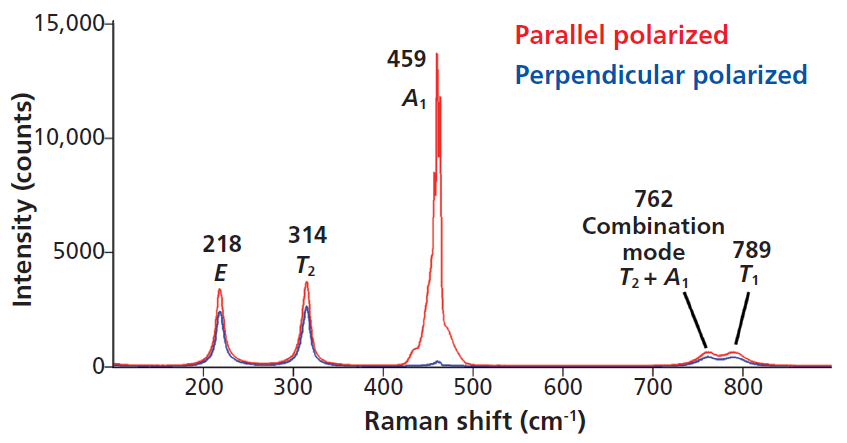 15,000
10,000
5000
0
Intensity (counts)
Parallel polarized
Perpendicular polarized
459
A₁
218
E
314
T₂
762
Combination
mode
T₂ + A₁
789
T₁
200 300 400 500 600 700 800
Raman shift (cm⁻¹)